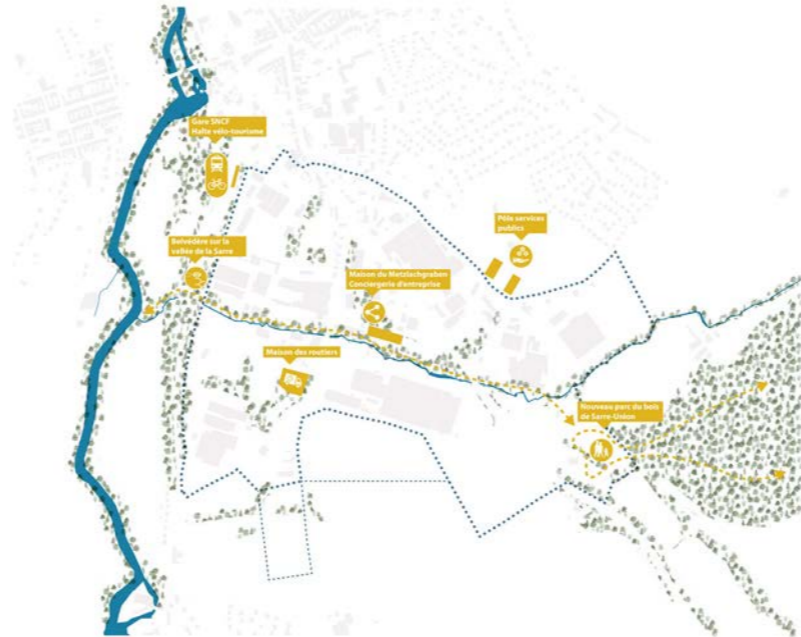 Gare SNCF
Halte vélo-tourisme
Belvédère sur la
vallée de la Sarre
Pôle services
publics
Maison du Metzlachgraben
Conciergerie d'entreprise
Maison des routiers
Nouveau parc du bois
de Sarre-Union